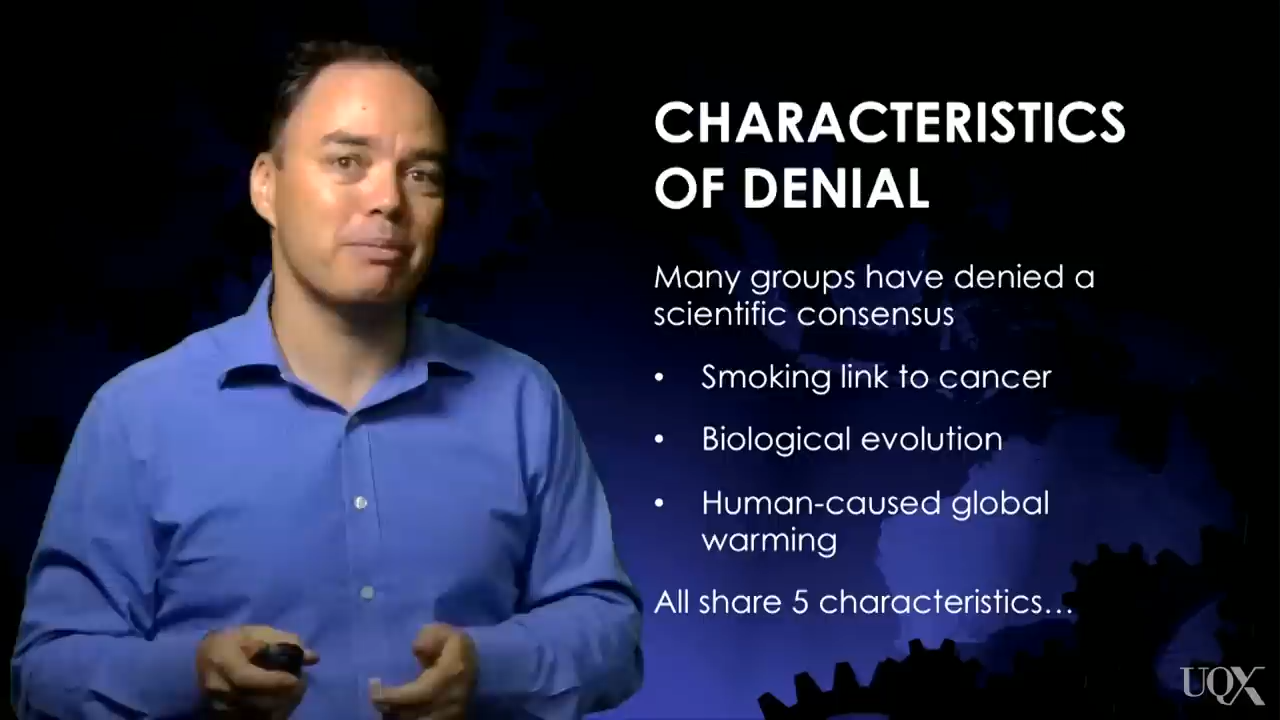 CHARACTERISTICS
OF DENIAL
Many groups have denied a
scientific consensus
• Smoking link to cancer
• Biological evolution
• Human-caused global
warming
All share 5 characteristics...
UQX